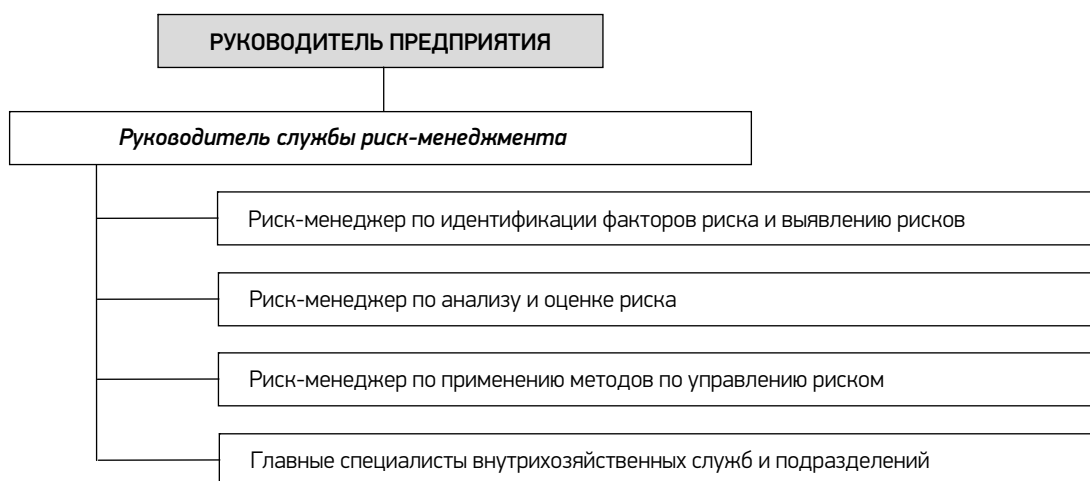 РУКОВОДИТЕЛЬ ПРЕДПРИЯТИЯ
Руководитель службы риск-менеджмента
Риск-менеджер по идентификации факторов риска и выявлению рисков
Риск-менеджер по анализу и оценке риска
Риск-менеджер по применению методов по управлению риском
Главные специалисты внутрихозяйственных служб и подразделений